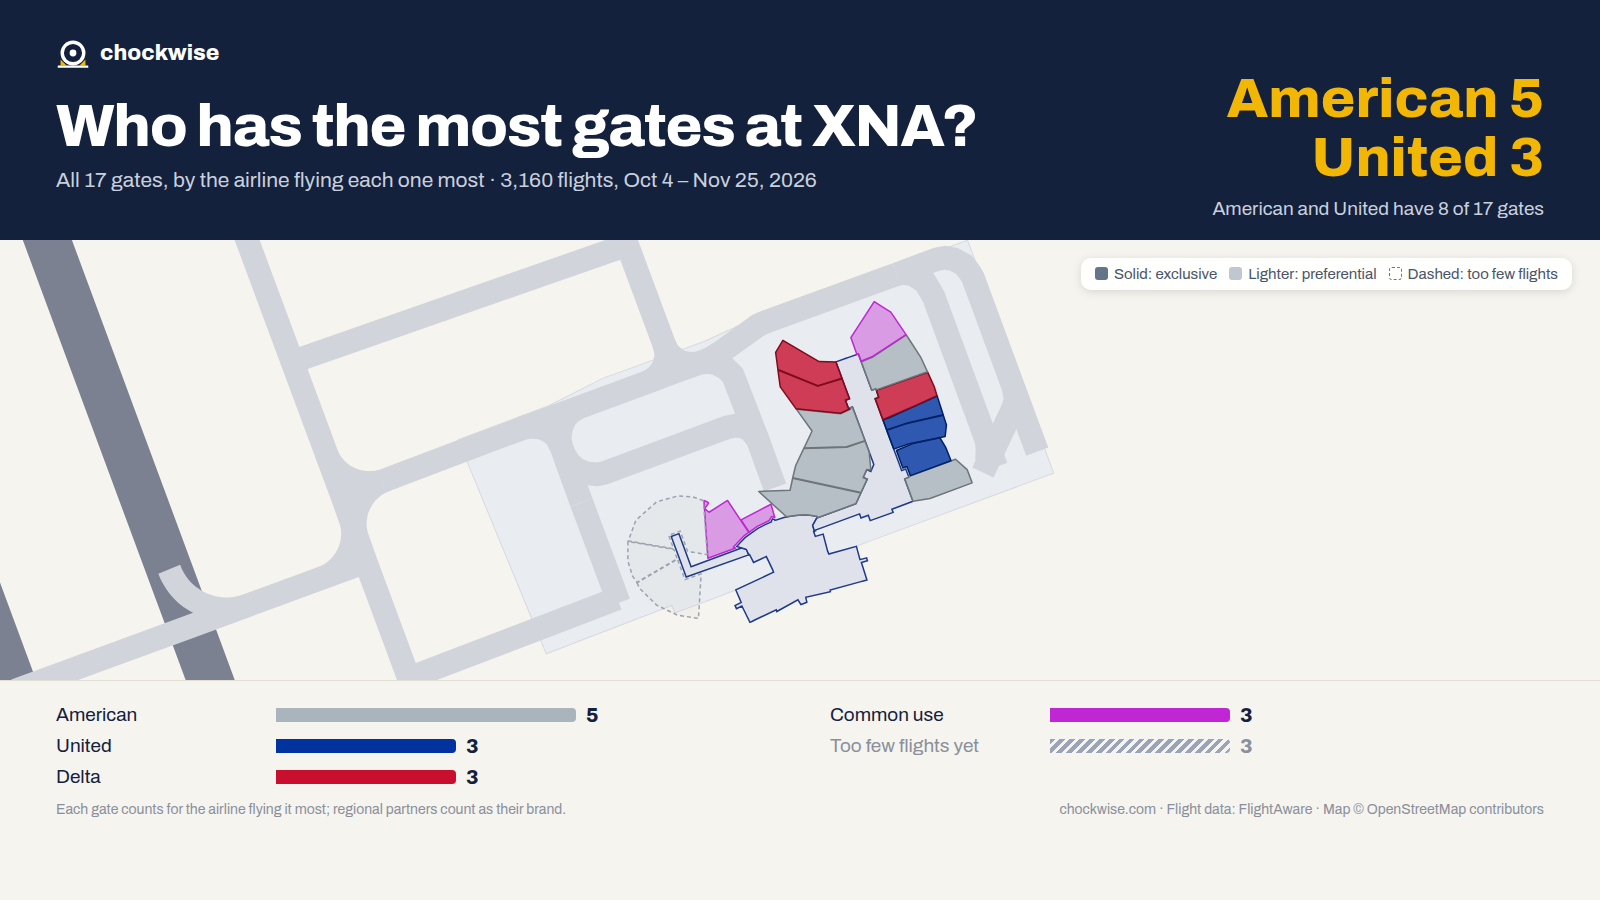 chockwise
Who has the most gates at XNA?
All 17 gates, by the airline flying each one most · 3,160 flights, Oct 4 – Nov 25, 2026
American 5
United 3
American and United have 8 of 17 gates
Solid: exclusive Lighter: preferential Dashed: too few flights
American 5
United 3
Delta 3
Common use 3
Too few flights yet 3
Each gate counts for the airline flying it most; regional partners count as their brand.
chockwise.com · Flight data: FlightAware · Map © OpenStreetMap contributors